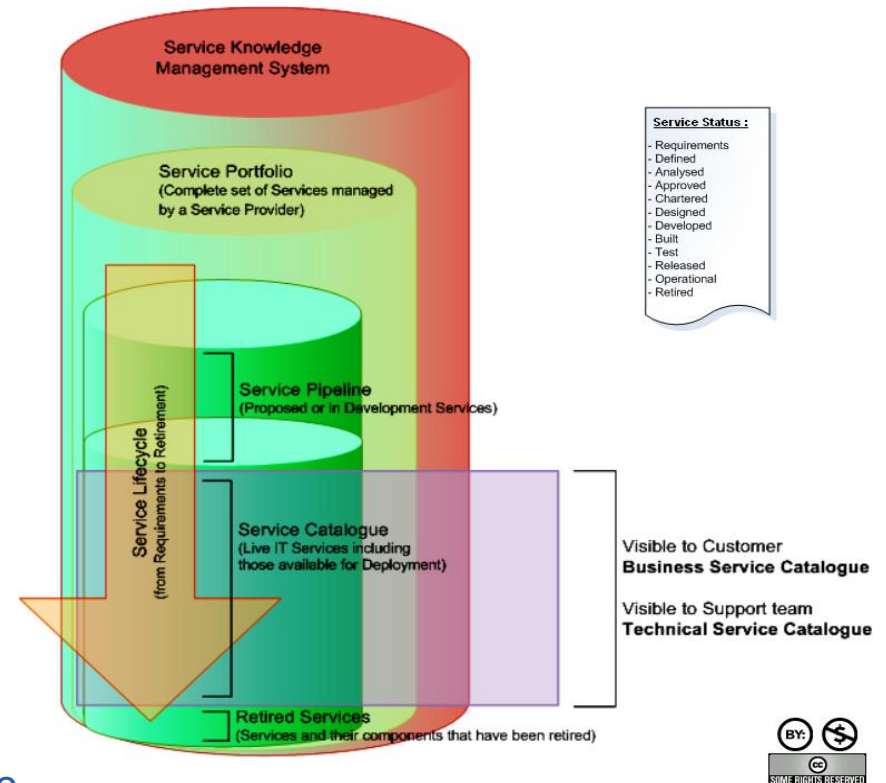 Service Knowledge
Management System
Service Portfolio
(Complete set of Services managed
by a Service Provider)
Service Lifecycle
(from Requirements to Retirement)
Service Pipeline
(Proposed or in Development Services)
Service Catalogue
(Live IT Services including
those available for Deployment)
Retired Services
(Services and their components that have been retired)
Service Status :
- Requirements
- Defined
- Analysed
- Approved
- Chartered
- Designed
- Developed
- Built
- Test
- Released
- Operational
- Retired
Visible to Customer
Business Service Catalogue
Visible to Support team
Technical Service Catalogue
BY: $
cc
SOME RIGHTS RESERVED